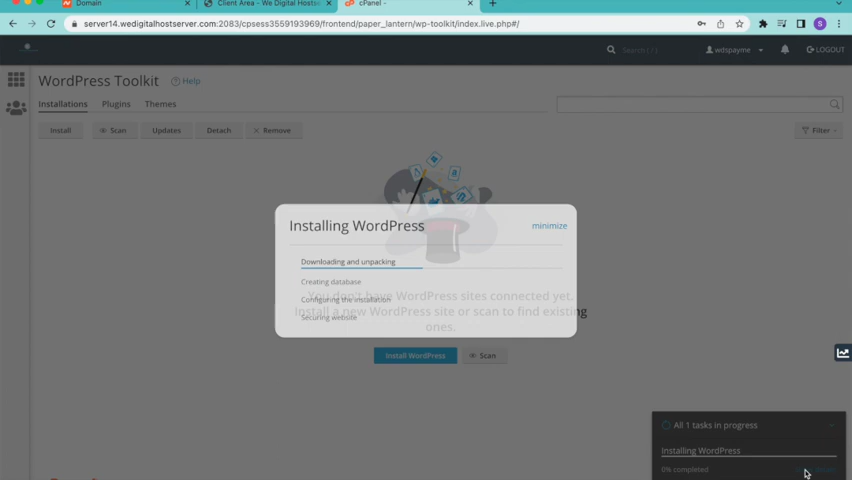 Domain
Client Area - We Digital Hostse
cPanel -
server14.wedigitalhostserver.com:2083/cpsess3559193969/frontend/paper_lantern/wp-toolkit/index.live.php#/
S
Search ( / )
wdspayme
LOGOUT
WordPress Toolkit
Help
Installations
Plugins
Themes
Install
Scan
Updates
Detach
Remove
Filter
Installing WordPress
minimize
Downloading and unpacking
Creating database
Configuring the installation
Securing website
You don't have WordPress sites connected yet.
Install a new WordPress site or scan to find existing
ones.
Install WordPress
Scan
All 1 tasks in progress
Installing WordPress
0% completed